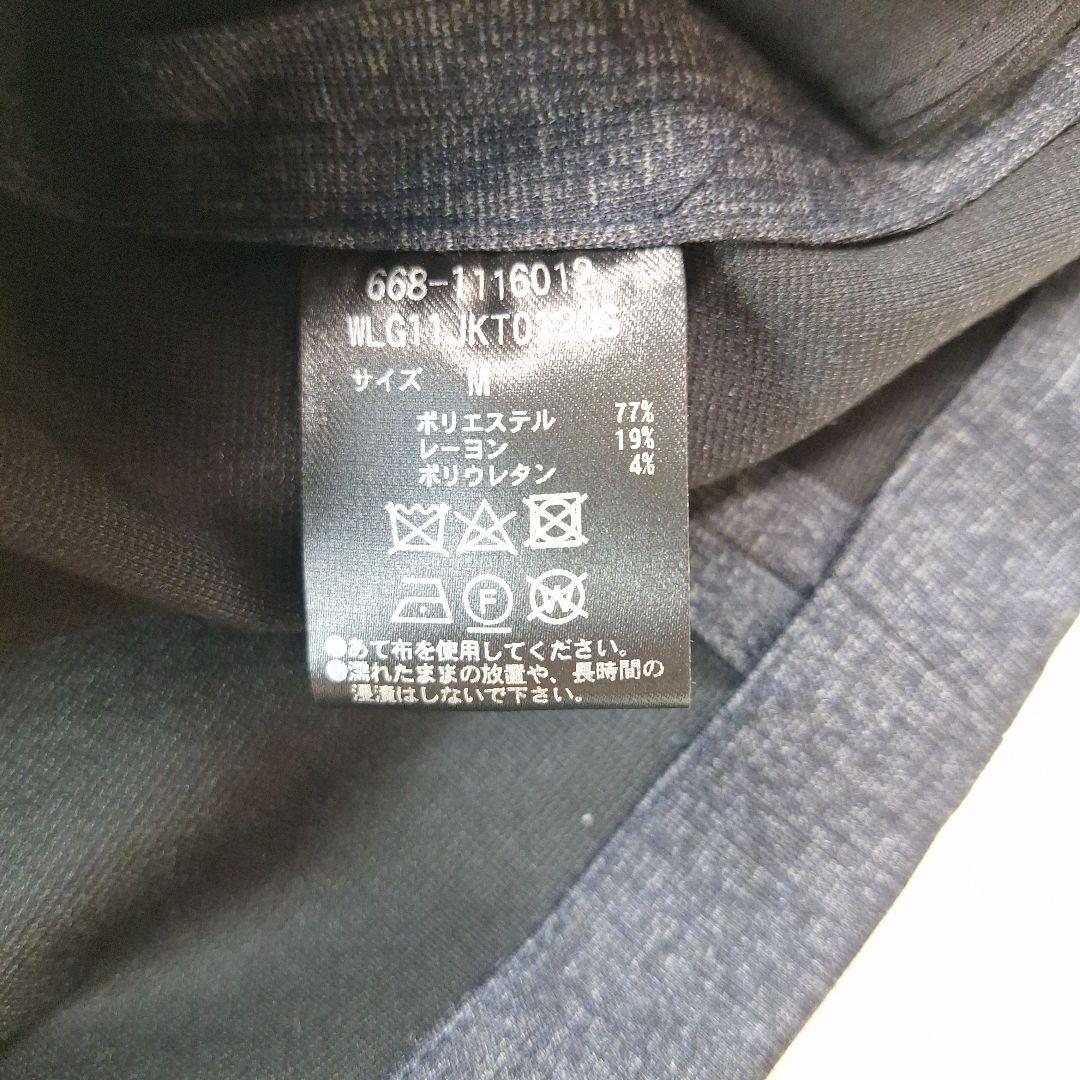 668-1116012
サイズ M
ポリエステル 77%
レーヨン 19%
ポリウレタン 4%
F
W
●あて布を使用してください。
●濡れたままの放置や、長時間の
浸漬はしないで下さい。